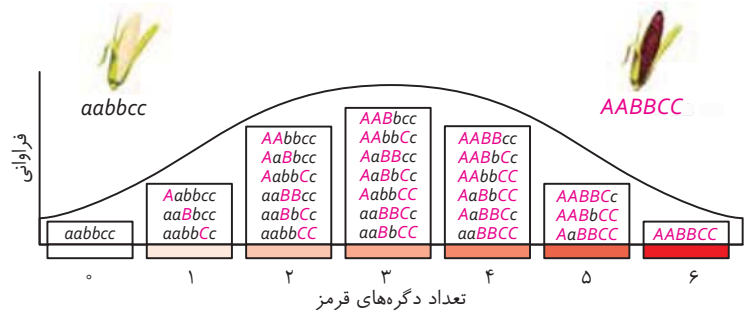 aabbcc
AABBCC
فراوانی
aabbcc
Aabbcc
aaBbcc
aabbCc
AAbbcc
AaBbcc
AabbCc
aaBBcc
aaBbCc
aabbCC
AABbcc
AAbbCc
AaBBcc
AaBbCc
AabbCC
aaBBCc
aaBbCC
AABBcc
AABbCc
AAbbCC
AaBbCC
AaBBCc
aaBBCC
AABBCc
AABbCC
AaBBCC
AABBCC
۰ ۱ ۲ ۳ ۴ ۵ ۶
تعداد دگره‌های قرمز